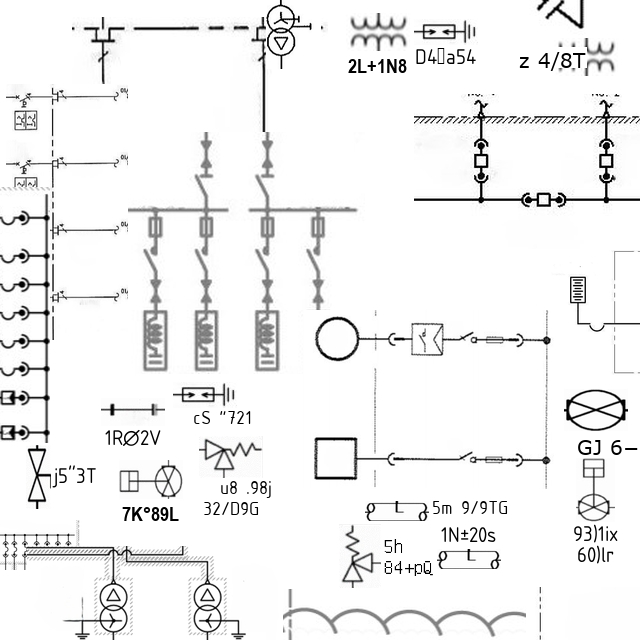 2L+1N8
D4▯a54
z 4/8T
cS "721
1RØ2V
j5"3T
u8 .98j
32/D9G
7K°89L
GJ 6-
5m 9/9TG
1N±20s
5h
84+pQ
93)1ix
60)lr
L
L